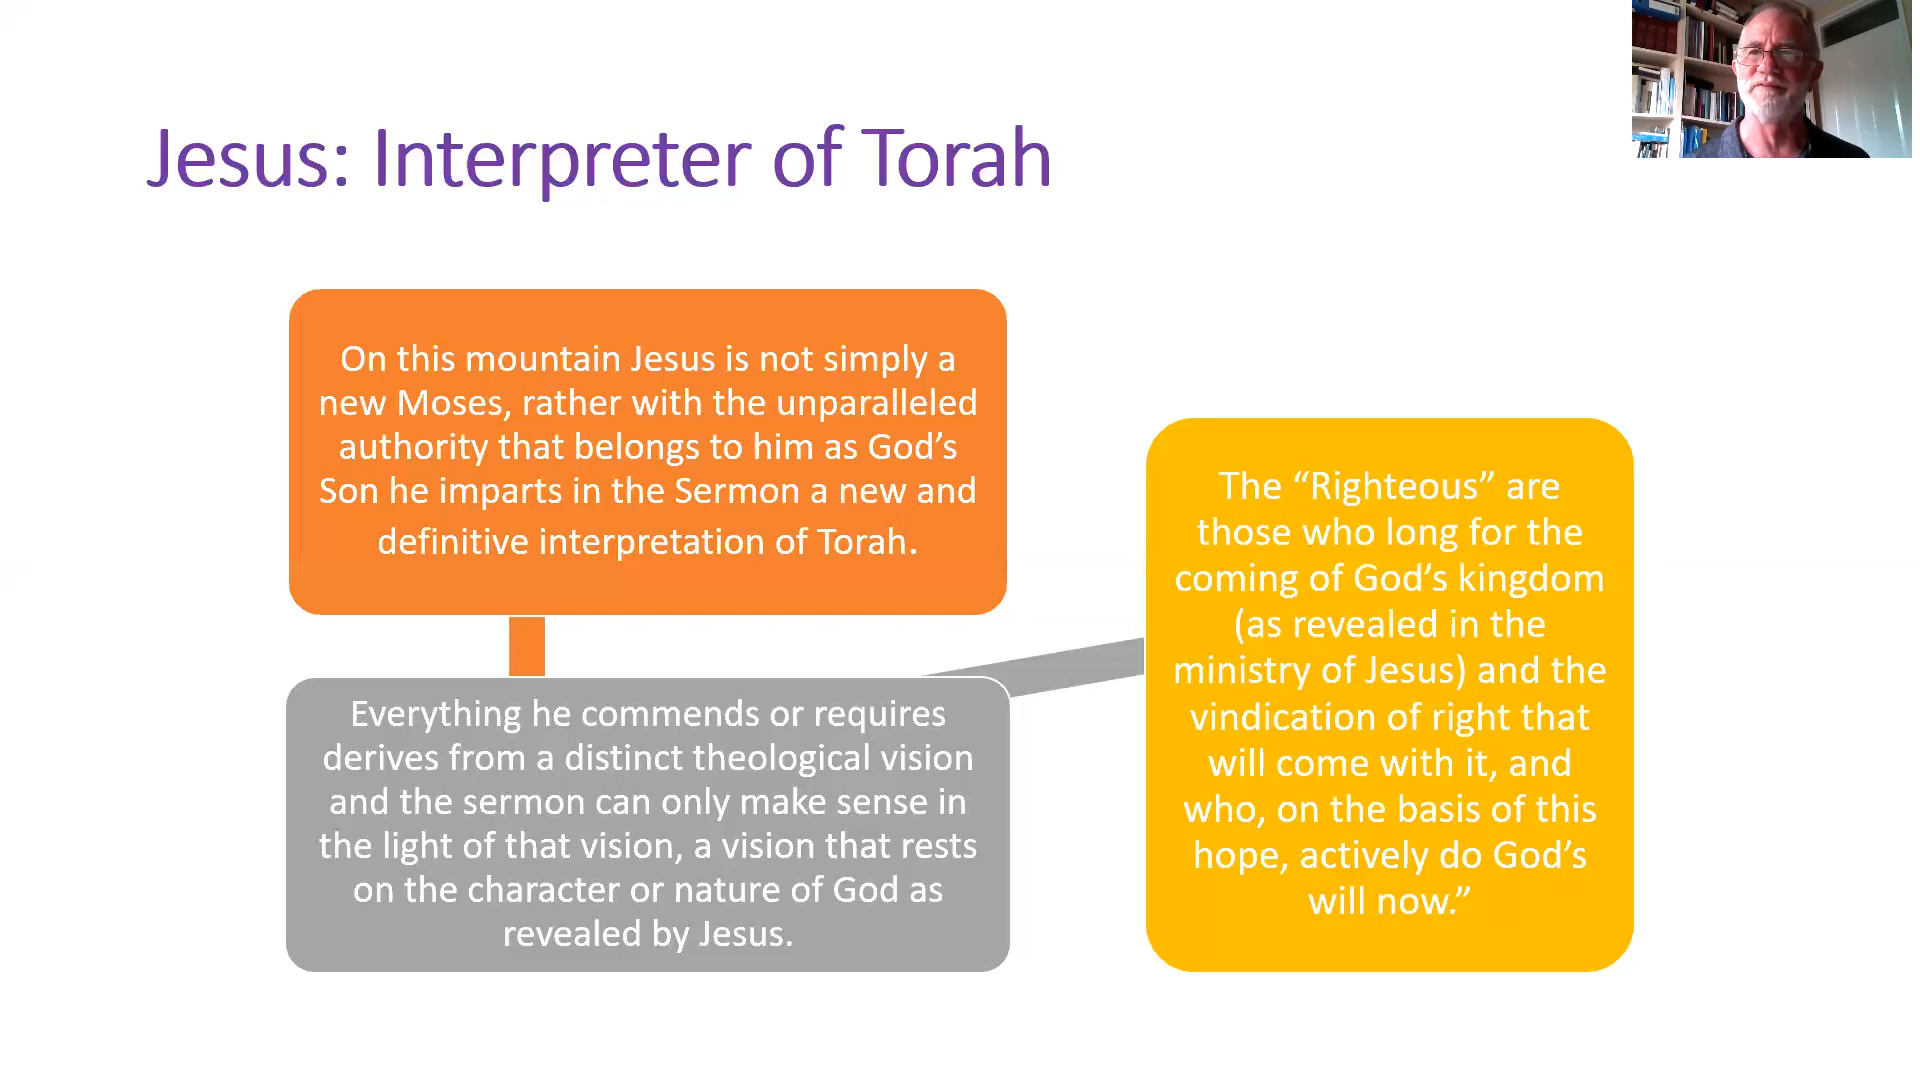 Jesus: Interpreter of Torah
On this mountain Jesus is not simply a
new Moses, rather with the unparalleled
authority that belongs to him as God’s
Son he imparts in the Sermon a new and
definitive interpretation of Torah.
Everything he commends or requires
derives from a distinct theological vision
and the sermon can only make sense in
the light of that vision, a vision that rests
on the character or nature of God as
revealed by Jesus.
The “Righteous” are
those who long for the
coming of God’s kingdom
(as revealed in the
ministry of Jesus) and the
vindication of right that
will come with it, and
who, on the basis of this
hope, actively do God’s
will now.”